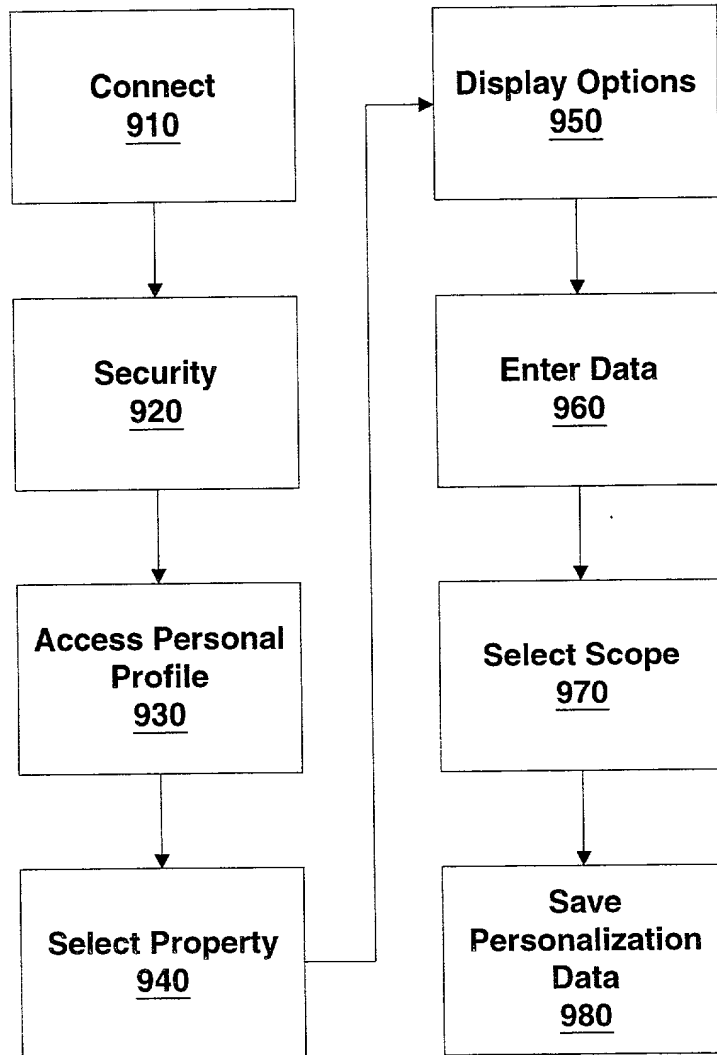 Connect
910
Security
920
Access Personal
Profile
930
Select Property
940
Display Options
950
Enter Data
960
Select Scope
970
Save
Personalization
Data
980